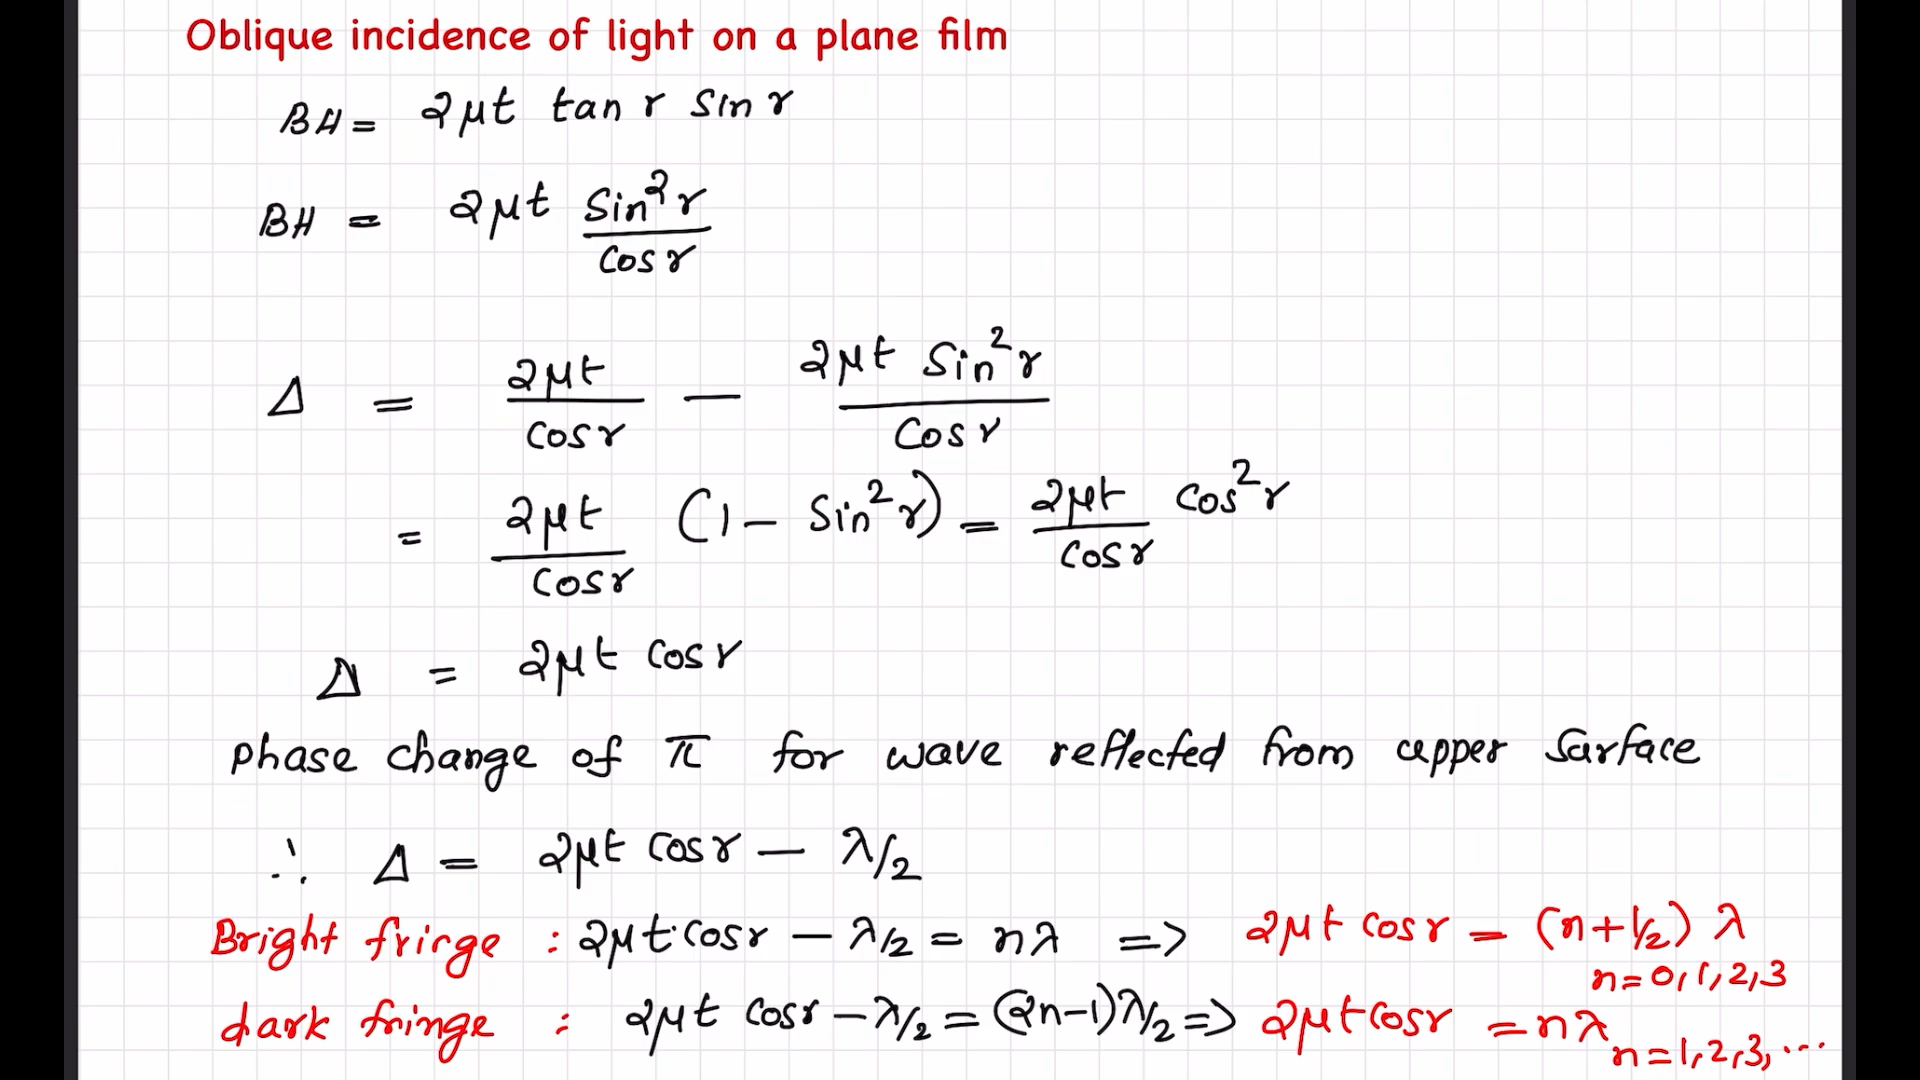 Oblique incidence of light on a plane film
BH = 2μt tan r sin r
BH = 2μt sin²r / cos r
Δ = 2μt / cos r − 2μt sin²r / cos r
= 2μt / cos r (1 − sin²r) = 2μt / cos r cos²r
Δ = 2μt cos r
phase change of π for wave reflected from upper surface
∴ Δ = 2μt cos r − λ/2
Bright fringe : 2μt·cos r − λ/2 = nλ => 2μt cos r = (n+1/2) λ
n=0,1,2,3
dark fringe : 2μt cos r − λ/2 = (2n−1)λ/2 => 2μt cos r = nλ
n=1,2,3,...